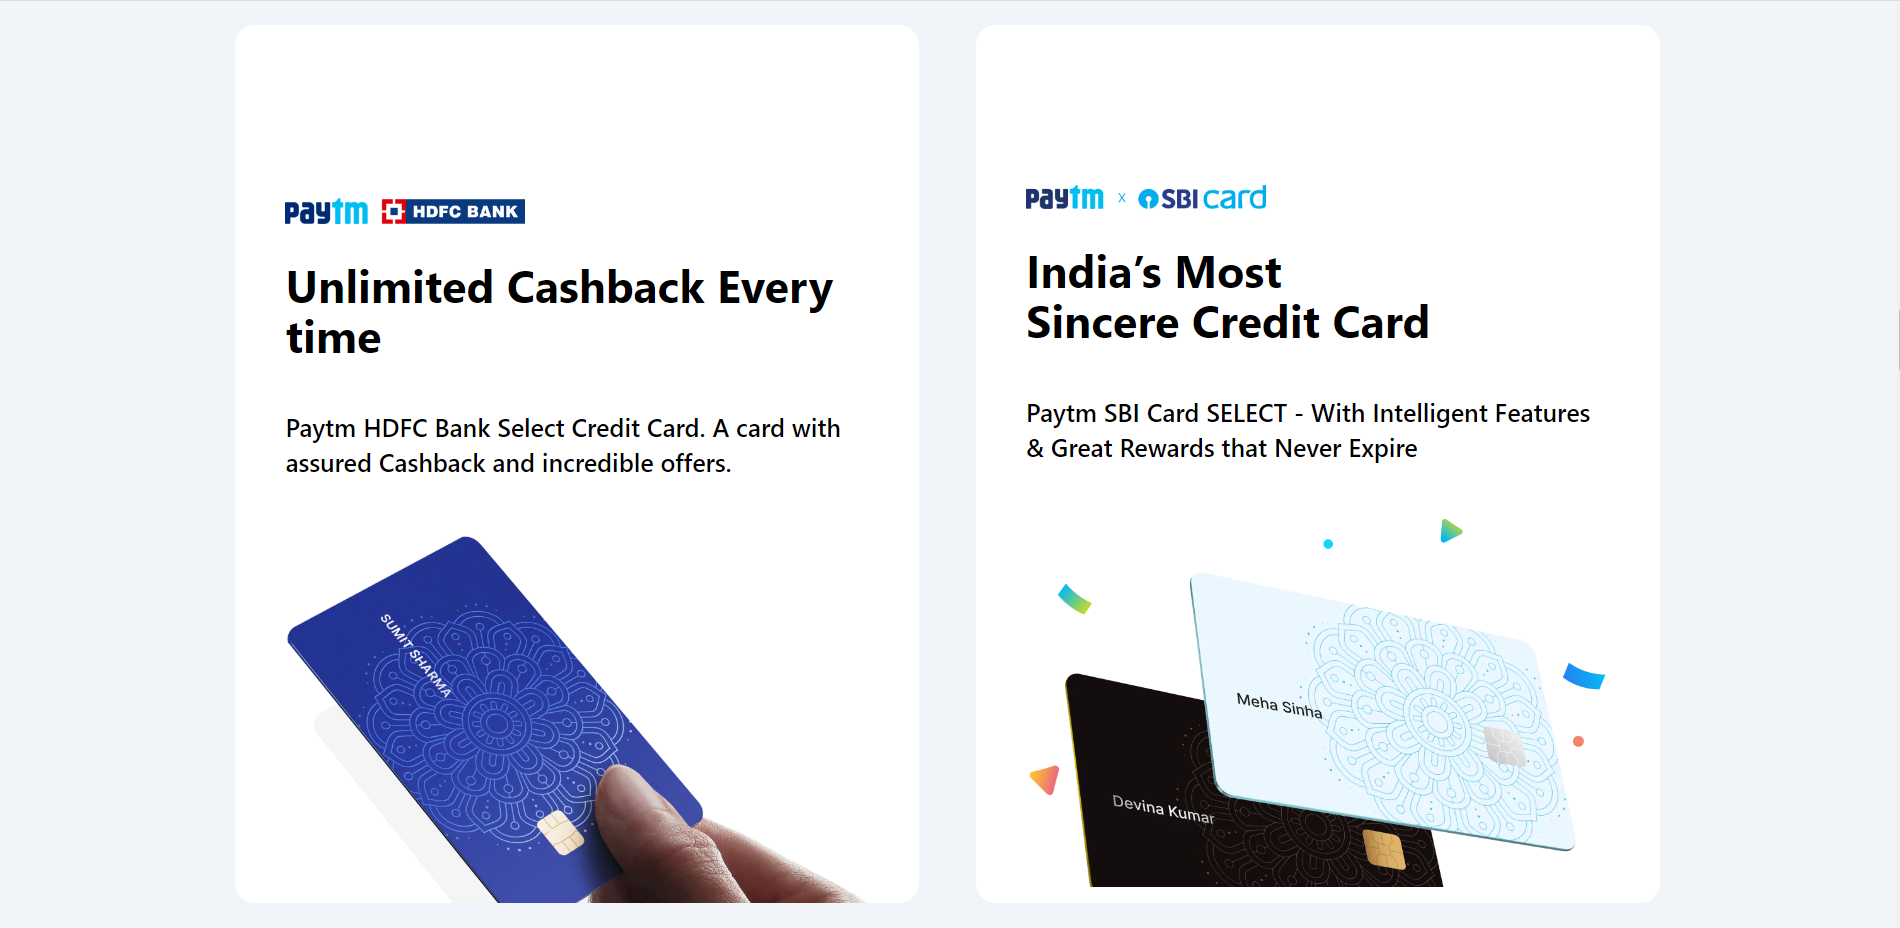 paytm HDFC BANK
Unlimited Cashback Every
time
Paytm HDFC Bank Select Credit Card. A card with
assured Cashback and incredible offers.
SUMIT SHARMA
paytm x SBI card
India’s Most
Sincere Credit Card
Paytm SBI Card SELECT - With Intelligent Features
& Great Rewards that Never Expire
Meha Sinha
Devina Kumar